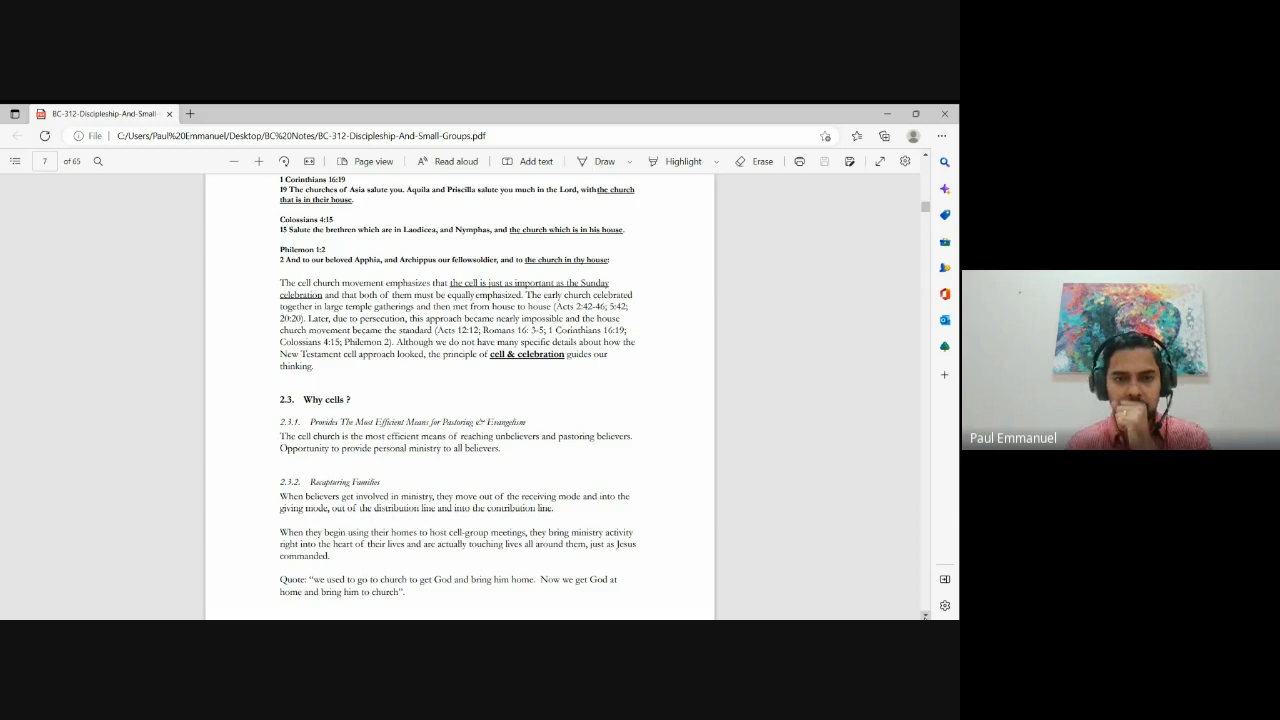 BC-312-Discipleship-And-Small-
File
C:/Users/Paul%20Emmanuel/Desktop/BC%20Notes/BC-312-Discipleship-And-Small-Groups.pdf
7 of 65
Page view
Read aloud
Add text
Draw
Highlight
Erase
1 Corinthians 16:19
19 The churches of Asia salute you. Aquila and Priscilla salute you much in the Lord, with the church
that is in their house.
Colossians 4:15
15 Salute the brethren which are in Laodicea, and Nymphas, and the church which is in his house.
Philemon 1:2
2 And to our beloved Apphia, and Archippus our fellowsoldier, and to the church in thy house:
The cell church movement emphasizes that the cell is just as important as the Sunday
celebration and that both of them must be equally emphasized. The early church celebrated
together in large temple gatherings and then met from house to house (Acts 2:42-46; 5:42;
20:20). Later, due to persecution, this approach became nearly impossible and the house
church movement became the standard (Acts 12:12; Romans 16: 3-5; 1 Corinthians 16:19;
Colossians 4:15; Philemon 2). Although we do not have many specific details about how the
New Testament cell approach looked, the principle of cell & celebration guides our
thinking.
2.3. Why cells ?
2.3.1. Provides The Most Efficient Means for Pastoring & Evangelism
The cell church is the most efficient means of reaching unbelievers and pastoring believers.
Opportunity to provide personal ministry to all believers.
2.3.2. Recapturing Families
When believers get involved in ministry, they move out of the receiving mode and into the
giving mode, out of the distribution line and into the contribution line.
When they begin using their homes to host cell-group meetings, they bring ministry activity
right into the heart of their lives and are actually touching lives all around them, just as Jesus
commanded.
Quote: “we used to go to church to get God and bring him home. Now we get God at
home and bring him to church”.
Paul Emmanuel